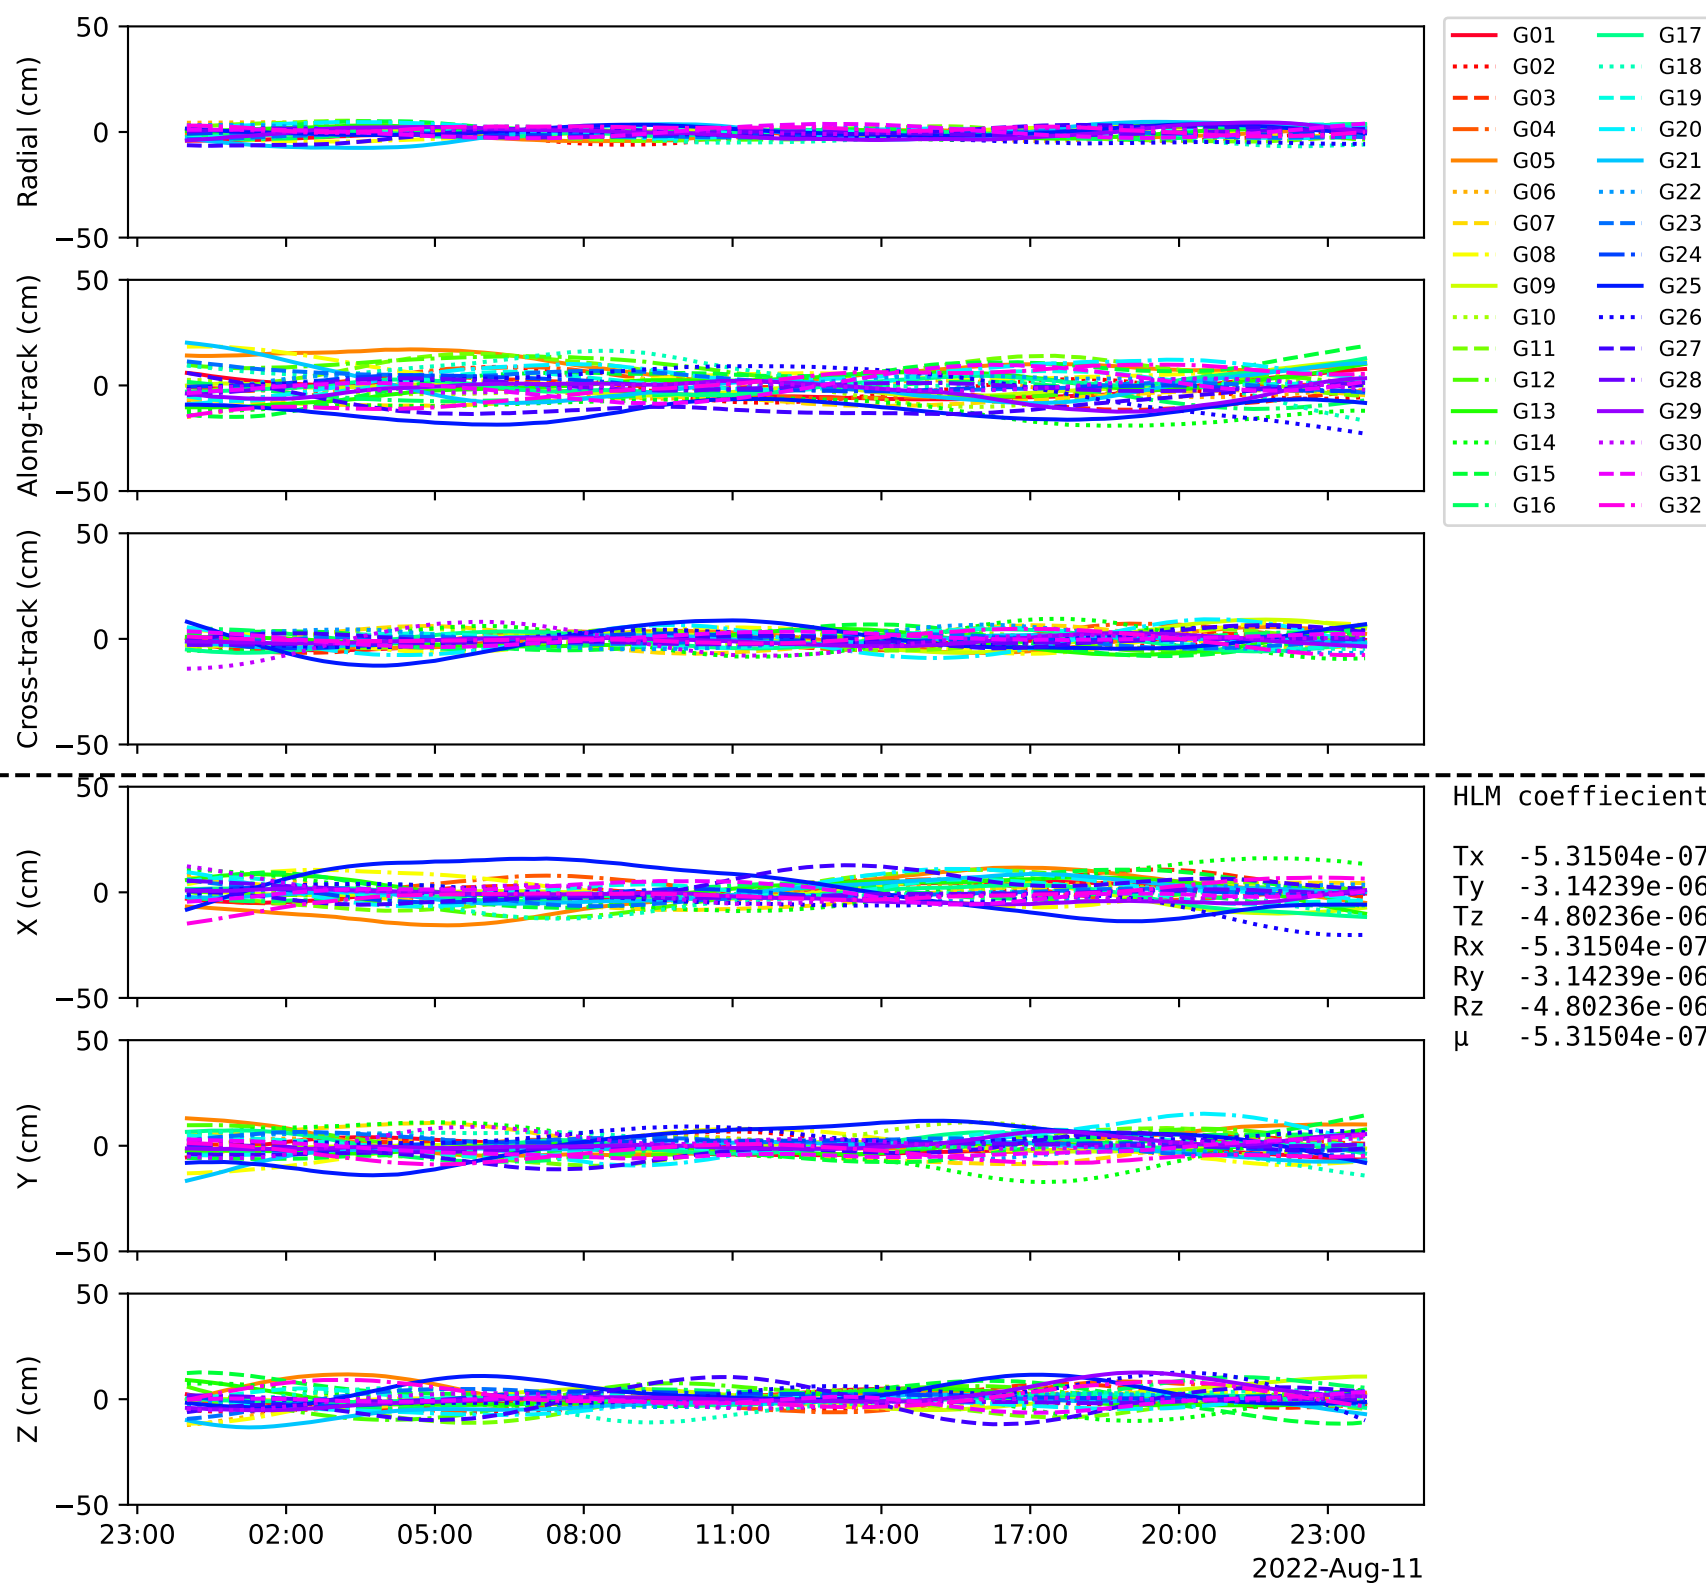 50
0
−50
Radial (cm)
50
0
−50
Along-track (cm)
50
0
−50
Cross-track (cm)
G01
G02
G03
G04
G05
G06
G07
G08
G09
G10
G11
G12
G13
G14
G15
G16
G17
G18
G19
G20
G21
G22
G23
G24
G25
G26
G27
G28
G29
G30
G31
G32
50
0
−50
X (cm)
HLM coeffiecient
Tx -5.31504e-07
Ty -3.14239e-06
Tz -4.80236e-06
Rx -5.31504e-07
Ry -3.14239e-06
Rz -4.80236e-06
μ -5.31504e-07
50
0
−50
Y (cm)
50
0
−50
Z (cm)
23:00 02:00 05:00 08:00 11:00 14:00 17:00 20:00 23:00
2022-Aug-11